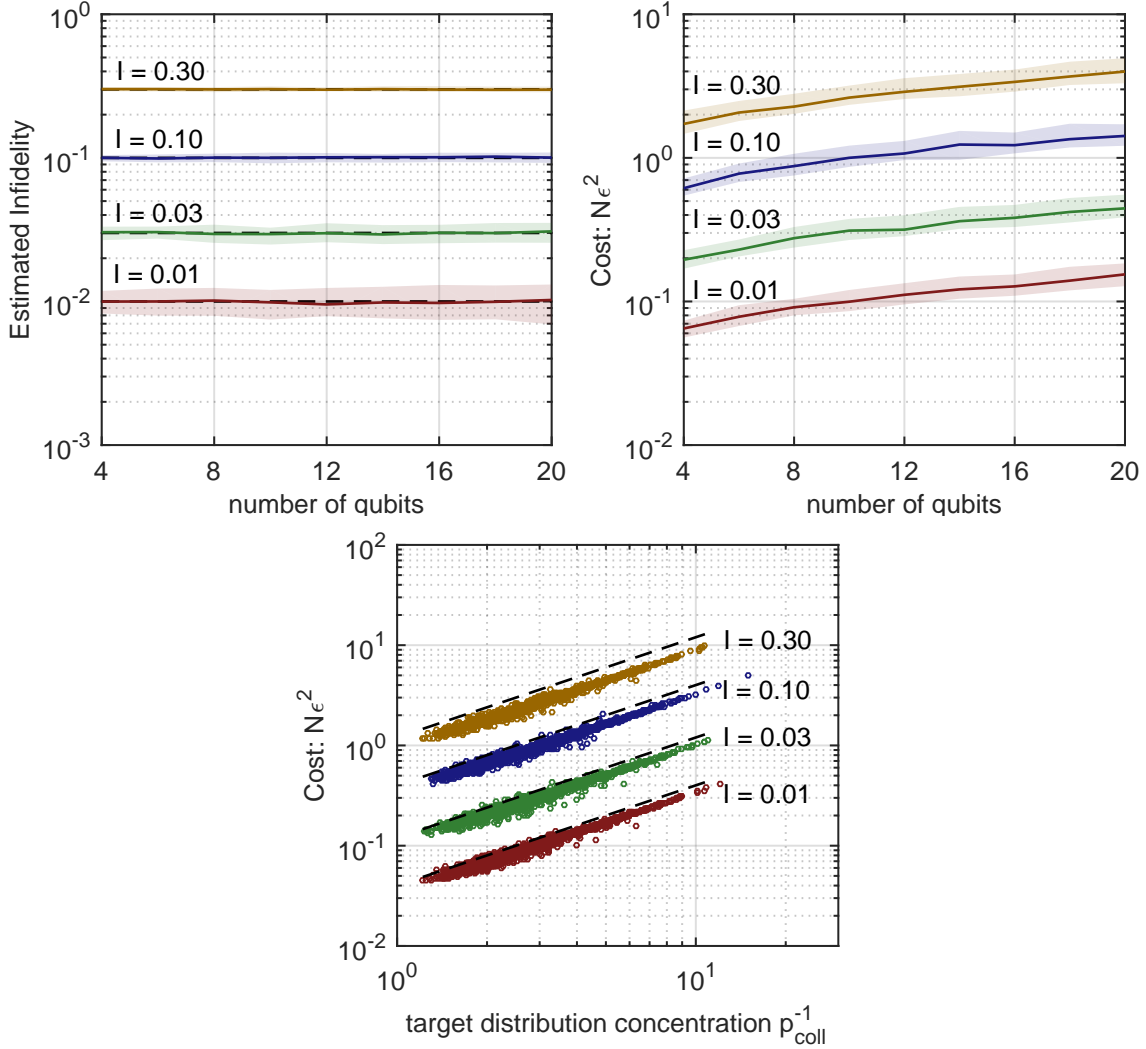 10^0
10^-1
10^-2
10^-3
Estimated Infidelity
I = 0.30
I = 0.10
I = 0.03
I = 0.01
4 8 12 16 20
number of qubits
10^1
10^0
10^-1
10^-2
Cost: Nϵ^2
I = 0.30
I = 0.10
I = 0.03
I = 0.01
4 8 12 16 20
number of qubits
10^2
10^1
10^0
10^-1
10^-2
Cost: Nϵ^2
I = 0.30
I = 0.10
I = 0.03
I = 0.01
10^0 10^1
target distribution concentration p_coll^-1